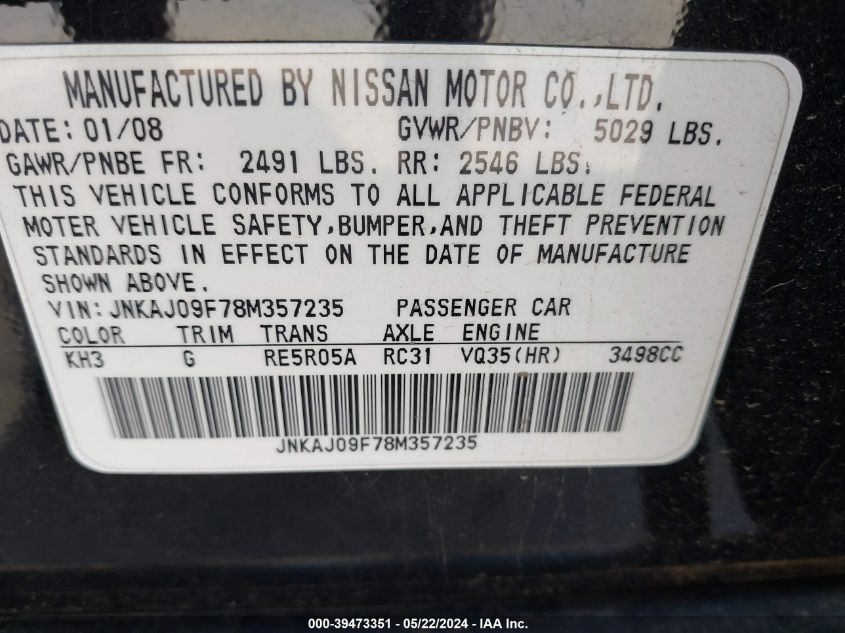 MANUFACTURED BY NISSAN MOTOR CO.,LTD.
DATE: 01/08 GVWR/PNBV: 5029 LBS.
GAWR/PNBE FR: 2491 LBS. RR: 2546 LBS.
THIS VEHICLE CONFORMS TO ALL APPLICABLE FEDERAL
MOTER VEHICLE SAFETY,BUMPER,AND THEFT PREVENTION
STANDARDS IN EFFECT ON THE DATE OF MANUFACTURE
SHOWN ABOVE.
VIN: JNKAJ09F78M357235 PASSENGER CAR
COLOR TRIM TRANS AXLE ENGINE
KH3 G RE5R05A RC31 VQ35(HR) 3498CC
JNKAJ09F78M357235
000-39473351 - 05/22/2024 - IAA Inc.